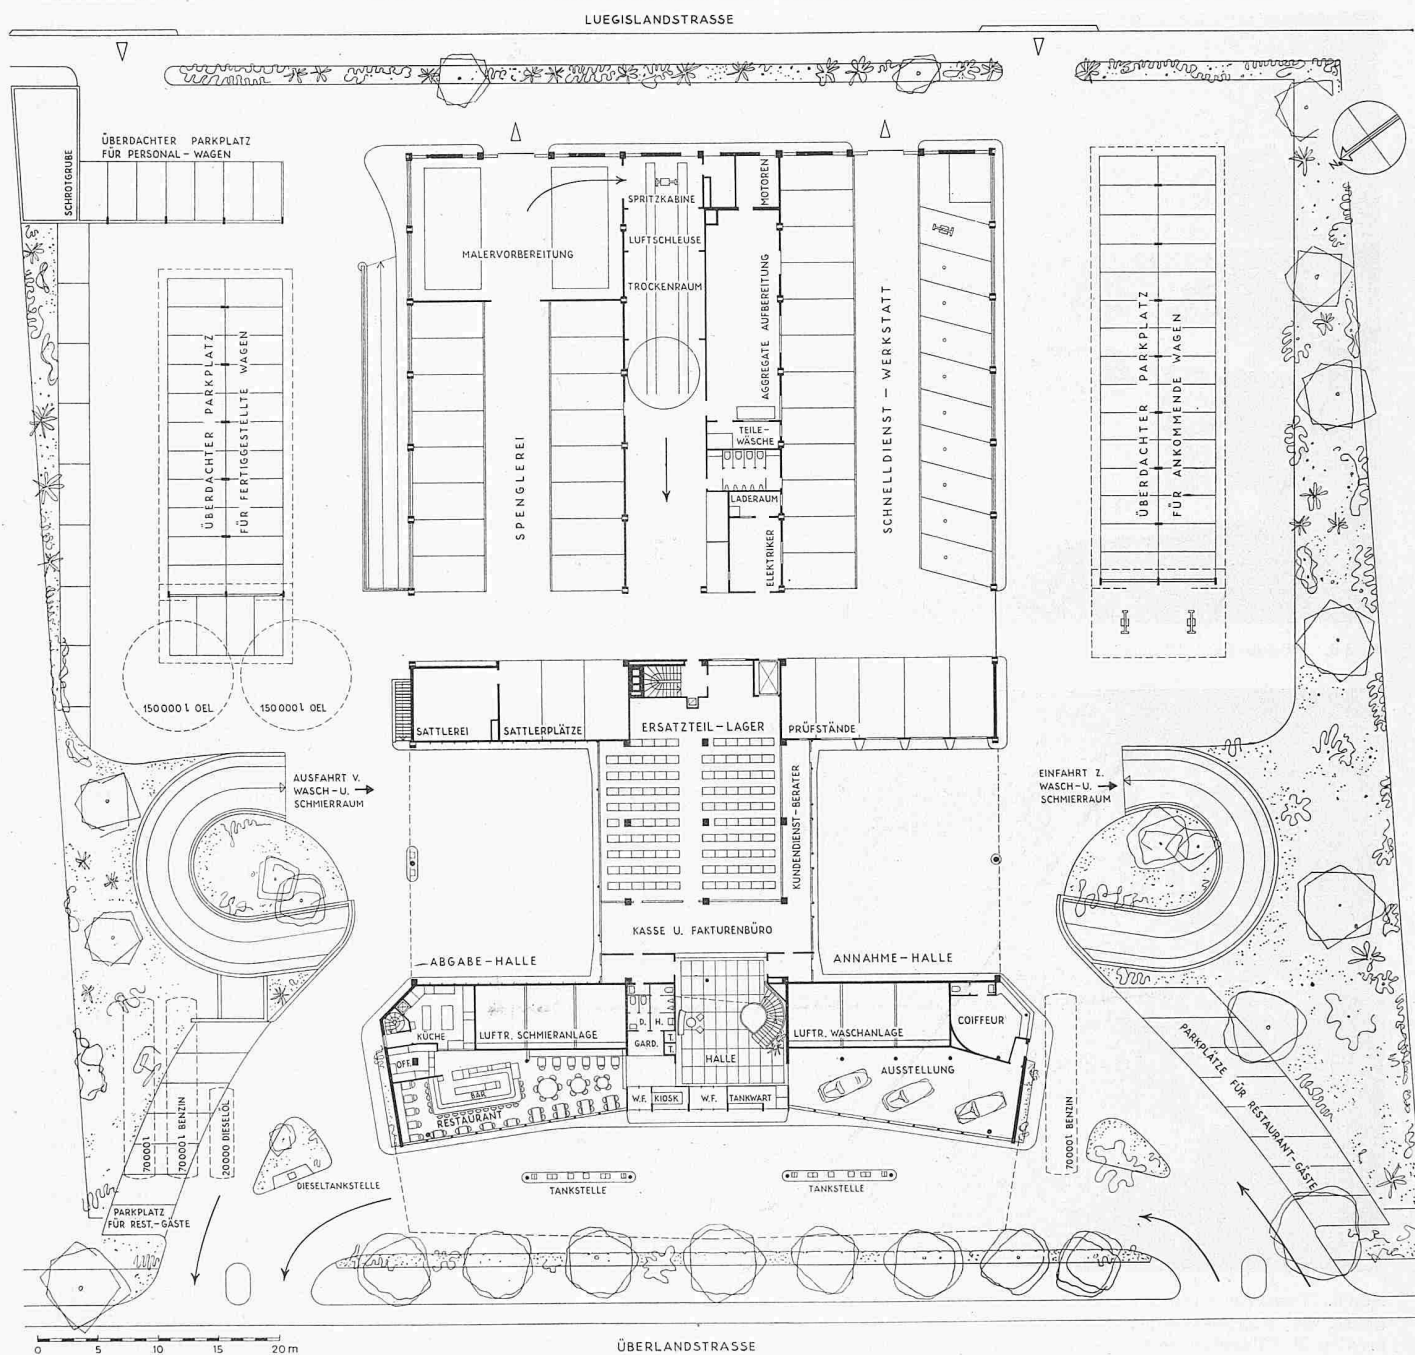 LUEGISLANDSTRASSE
ÜBERDACHTER PARKPLATZ
FÜR PERSONAL-WAGEN
SCHROTGRUBE
N
MALERVORBEREITUNG
SPRITZKABINE
LUFTSCHLEUSE
TROCKENRAUM
MOTOREN
AGGREGATE AUFBEREITUNG
TEILE-
WÄSCHE
LADERAUM
ELEKTRIKER
SPENGLEREI
SCHNELLDIENST-WERKSTATT
ÜBERDACHTER PARKPLATZ
FÜR FERTIGGESTELLTE WAGEN
ÜBERDACHTER PARKPLATZ
FÜR ANKOMMENDE WAGEN
150000 l OEL
150000 l OEL
SATTLEREI
SATTLERPLÄTZE
ERSATZTEIL-LAGER
PRÜFSTÄNDE
AUSFAHRT V.
WASCH-U.
SCHMIERRAUM
EINFAHRT Z.
WASCH-U.
SCHMIERRAUM
KUNDENDIENST-BERATER
KASSE U. FAKTURENBÜRO
ABGABE-HALLE
ANNAHME-HALLE
KÜCHE
LUFTR. SCHMIERANLAGE
D.
H.
GARD.
T.
T.
HALLE
LUFTR. WASCHANLAGE
COIFFEUR
OFF.
BAR
RESTAURANT
W.F.
KIOSK
W.F.
TANKWART
AUSSTELLUNG
70000 l
70000 l BENZIN
20000 DIESELÖL
70000 l BENZIN
PARKPLÄTZE FÜR RESTAURANT-GÄSTE
DIESELTANKSTELLE
TANKSTELLE
TANKSTELLE
PARKPLATZ
FÜR REST.-GÄSTE
0 5 10 15 20 m
ÜBERLANDSTRASSE